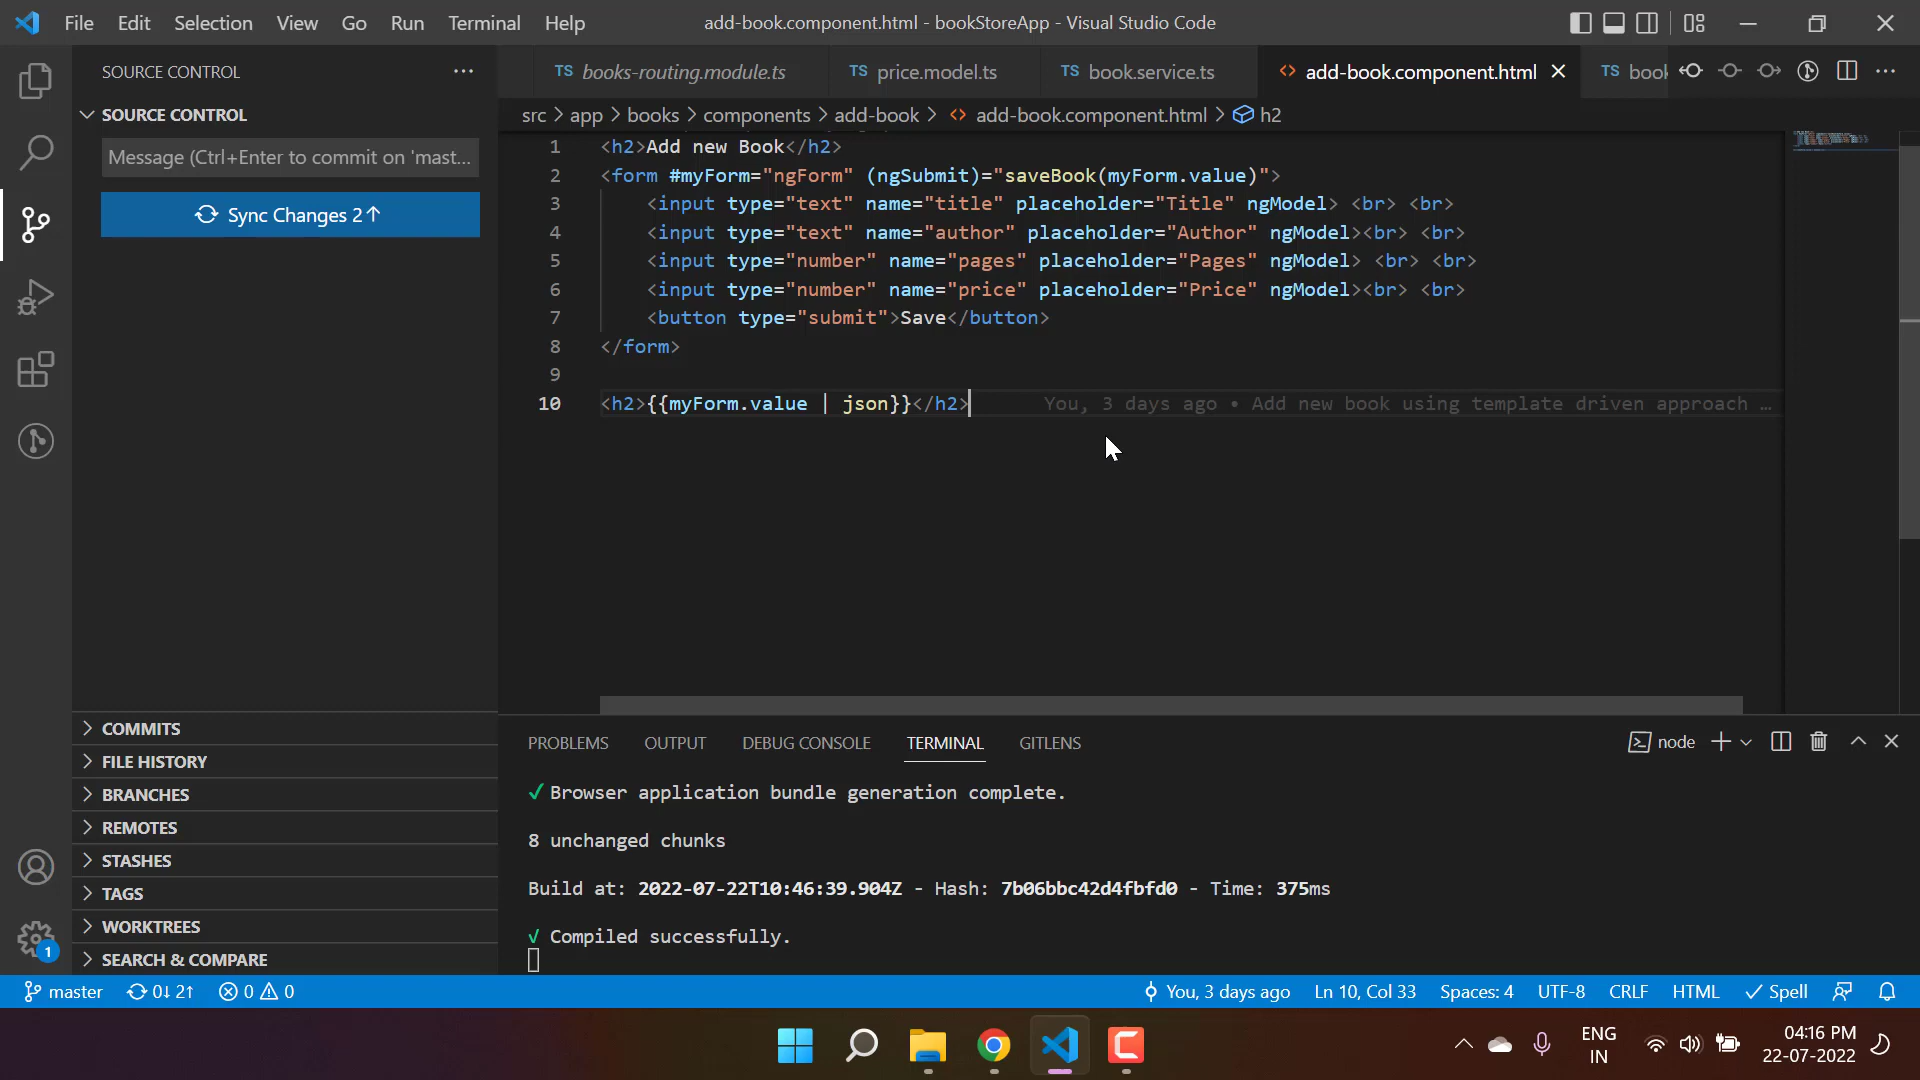 File Edit Selection View Go Run Terminal Help
add-book.component.html - bookStoreApp - Visual Studio Code
SOURCE CONTROL
TS books-routing.module.ts
TS price.model.ts
TS book.service.ts
<> add-book.component.html
TS book
src > app > books > components > add-book > <> add-book.component.html > h2
SOURCE CONTROL
Message (Ctrl+Enter to commit on 'mast...
Sync Changes 2↑
1 <h2>Add new Book</h2>
2 <form #myForm="ngForm" (ngSubmit)="saveBook(myForm.value)">
3 <input type="text" name="title" placeholder="Title" ngModel> <br> <br>
4 <input type="text" name="author" placeholder="Author" ngModel><br> <br>
5 <input type="number" name="pages" placeholder="Pages" ngModel> <br> <br>
6 <input type="number" name="price" placeholder="Price" ngModel><br> <br>
7 <button type="submit">Save</button>
8 </form>
9
10 <h2>{{myForm.value | json}}</h2> You, 3 days ago • Add new book using template driven approach …
COMMITS
FILE HISTORY
BRANCHES
REMOTES
STASHES
TAGS
WORKTREES
SEARCH & COMPARE
PROBLEMS OUTPUT DEBUG CONSOLE TERMINAL GITLENS
node
✓ Browser application bundle generation complete.
8 unchanged chunks
Build at: 2022-07-22T10:46:39.904Z - Hash: 7b06bbc42d4fbfd0 - Time: 375ms
√ Compiled successfully.
1
master 0↓ 2↑ 0 0
You, 3 days ago Ln 10, Col 33 Spaces: 4 UTF-8 CRLF HTML ✓ Spell
ENG
IN
04:16 PM
22-07-2022